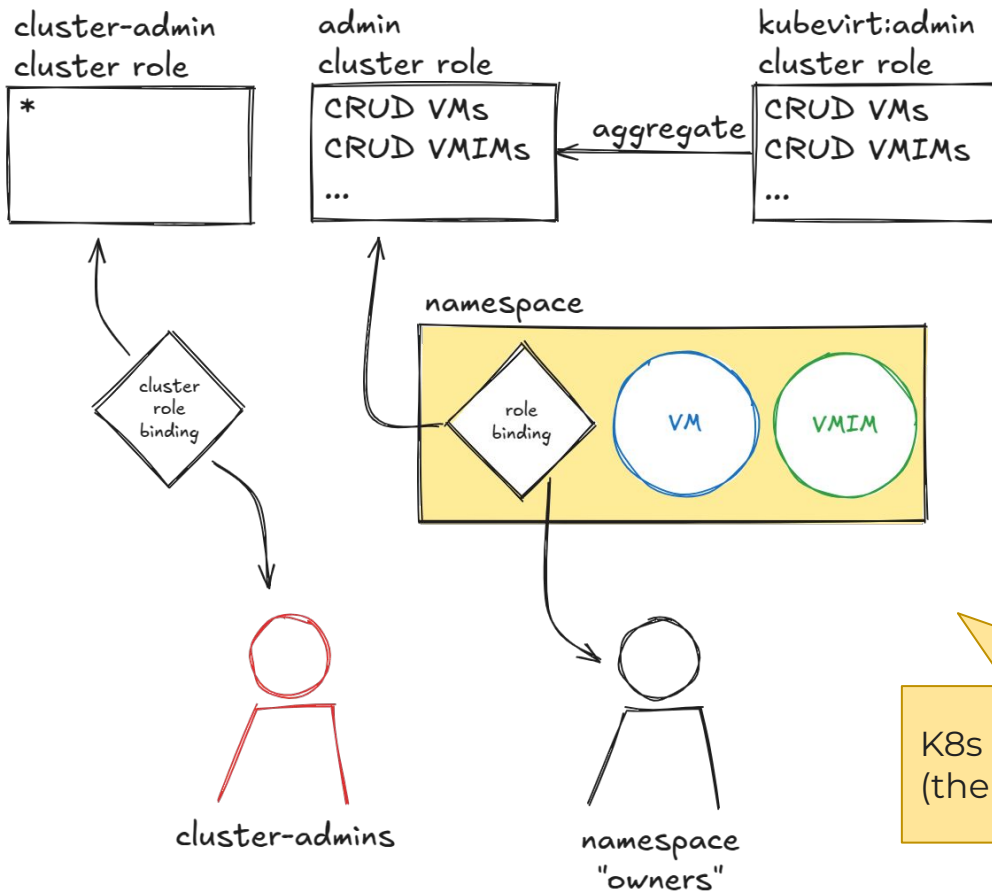 cluster-admin
cluster role
*
admin
cluster role
CRUD VMs
CRUD VMIMs
...
aggregate
kubevirt:admin
cluster role
CRUD VMs
CRUD VMIMs
...
namespace
cluster
role
binding
role
binding
VM
VMIM
cluster-admins
namespace
"owners"
K8s
(the